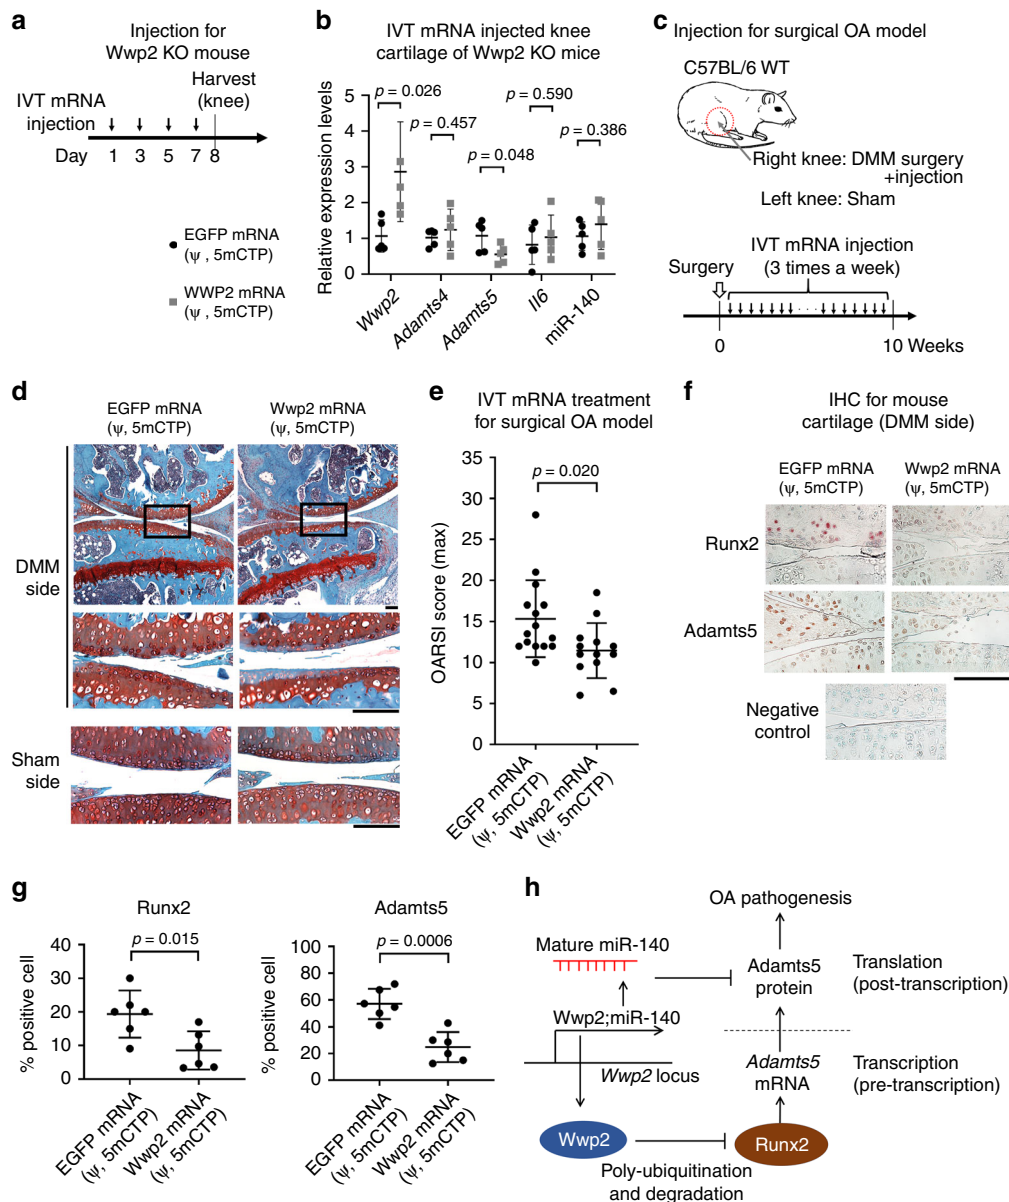 a
Injection for
Wwp2 KO mouse
Harvest
(knee)
IVT mRNA
injection
Day 1 3 5 7 8
EGFP mRNA
(ψ , 5mCTP)
WWP2 mRNA
(ψ , 5mCTP)
b
IVT mRNA injected knee
cartilage of Wwp2 KO mice
Relative expression levels
5
4
3
2
1
0
p = 0.026
p = 0.457
p = 0.048
p = 0.590
p = 0.386
Wwp2
Adamts4
Adamts5
Il6
miR-140
c
Injection for surgical OA model
C57BL/6 WT
Right knee: DMM surgery
+injection
Left knee: Sham
IVT mRNA injection
(3 times a week)
Surgery
0
10 Weeks
d
EGFP mRNA
(ψ, 5mCTP)
Wwp2 mRNA
(ψ, 5mCTP)
DMM
side
Sham
side
e
IVT mRNA treatment
for surgical OA model
OARSI score (max)
35
30
25
20
15
10
5
0
p = 0.020
EGFP mRNA
(ψ, 5mCTP)
Wwp2 mRNA
(ψ, 5mCTP)
f
IHC for mouse
cartilage (DMM side)
EGFP mRNA
(ψ, 5mCTP)
Wwp2 mRNA
(ψ, 5mCTP)
Runx2
Adamts5
Negative
control
g
Runx2
% positive cell
40
30
20
10
0
p = 0.015
EGFP mRNA
(ψ, 5mCTP)
Wwp2 mRNA
(ψ, 5mCTP)
Adamts5
% positive cell
100
80
60
40
20
0
p = 0.0006
EGFP mRNA
(ψ, 5mCTP)
Wwp2 mRNA
(ψ, 5mCTP)
h
OA pathogenesis
Mature miR-140
Adamts5
protein
Translation
(post-transcription)
Wwp2;miR-140
Wwp2 locus
Adamts5
mRNA
Transcription
(pre-transcription)
Wwp2
Runx2
Poly-ubiquitination
and degradation